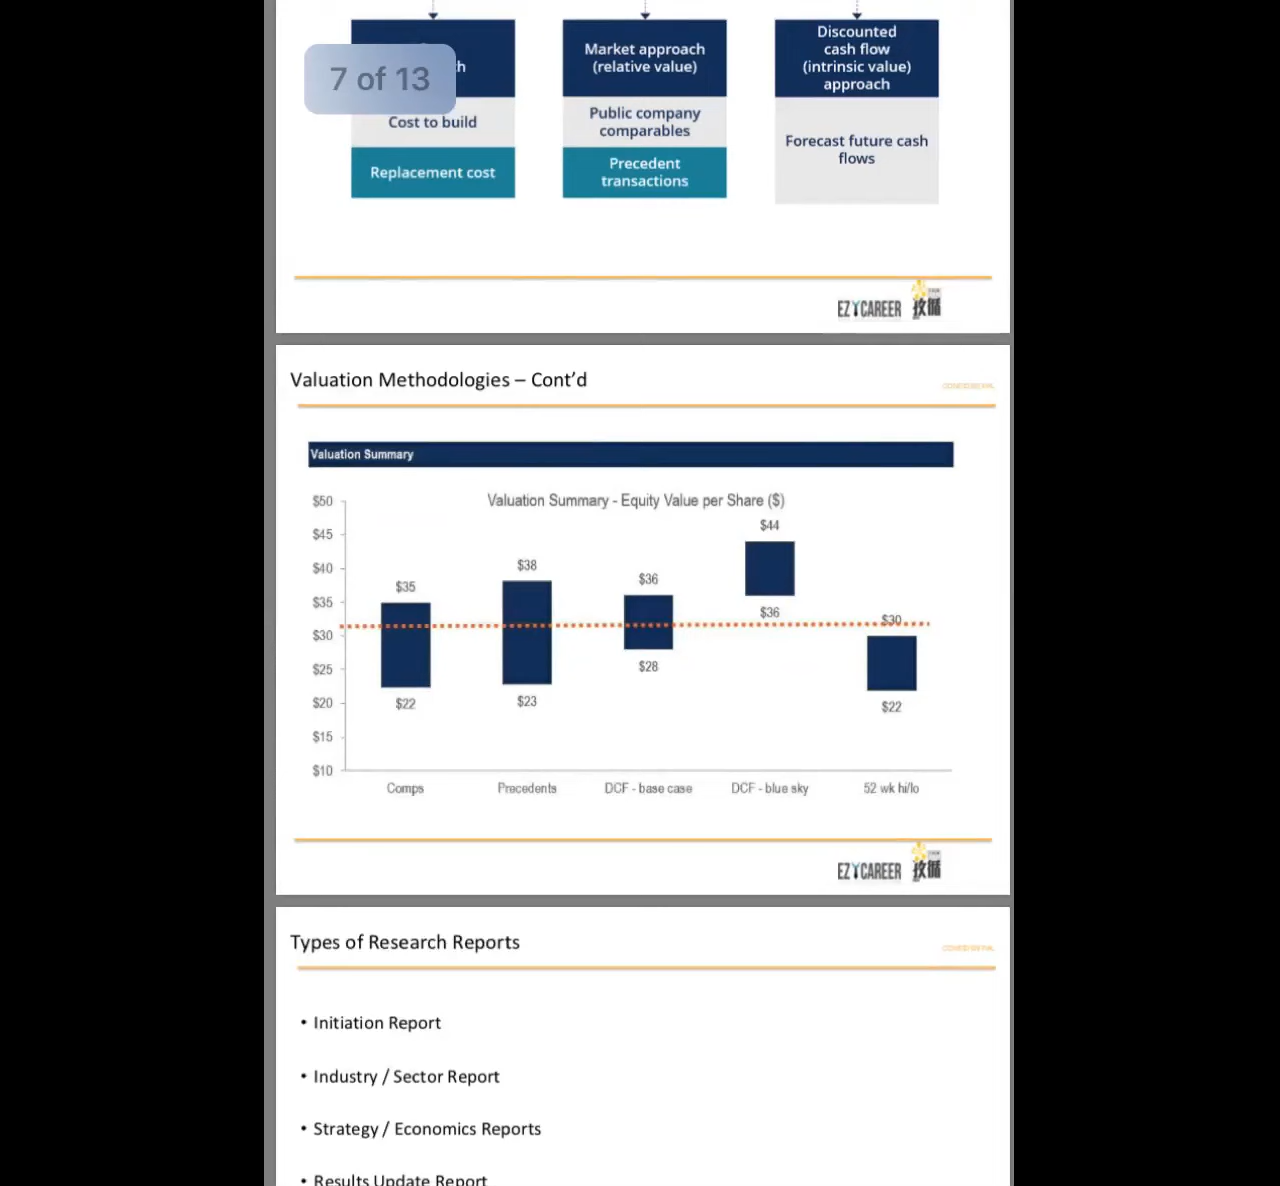 Discounted
cash flow
(intrinsic value)
approach
Market approach
(relative value)
7 of 13
Cost to build
Public company
comparables
Forecast future cash
flows
Replacement cost
Precedent
transactions
EZYCAREER
Valuation Methodologies – Cont’d
Valuation Summary
Valuation Summary - Equity Value per Share ($)
$50
$45
$40
$35
$30
$25
$20
$15
$10
$35
$22
$38
$23
$36
$28
$44
$36
$30
$22
Comps
Precedents
DCF - base case
DCF - blue sky
52 wk hi/lo
EZYCAREER
Types of Research Reports
• Initiation Report
• Industry / Sector Report
• Strategy / Economics Reports
• Results Update Report